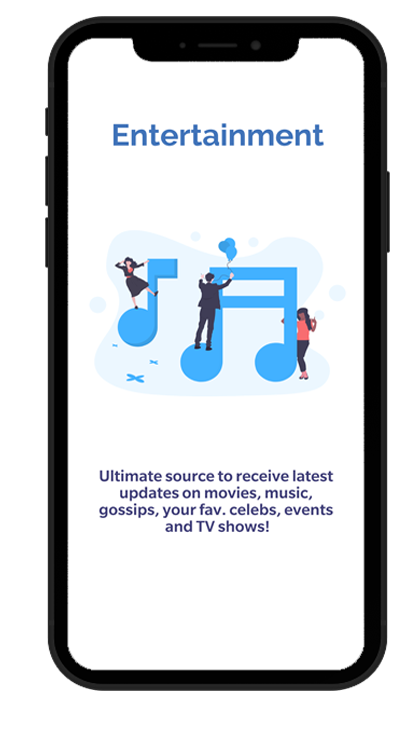 Entertainment
Ultimate source to receive latest
updates on movies, music,
gossips, your fav. celebs, events
and TV shows!